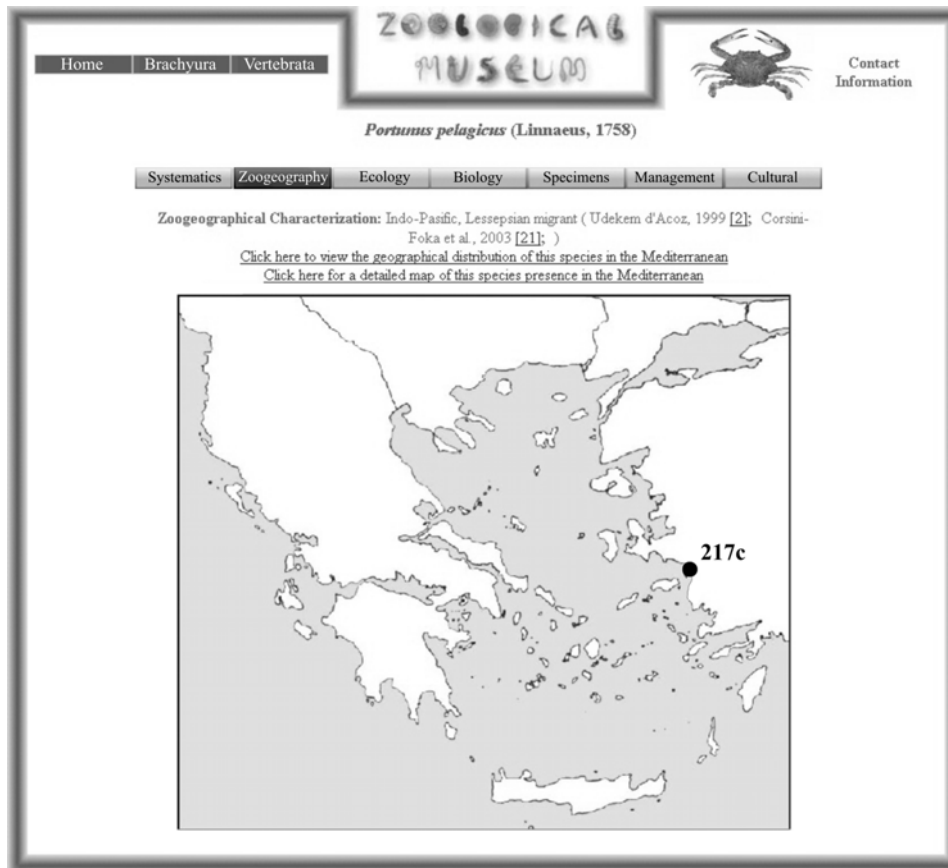 ZOOLOGICAL
MUSEUM
Home Brachyura Vertebrata
Contact
Information
Portunus pelagicus (Linnaeus, 1758)
Systematics Zoogeography Ecology Biology Specimens Management Cultural
Zoogeographical Characterization: Indo-Pasific, Lessepsian migrant ( Udekem d'Acoz, 1999 [2]; Corsini-
Foka et al., 2003 [21]; )
Click here to view the geographical distribution of this species in the Mediterranean
Click here for a detailed map of this species presence in the Mediterranean
217c